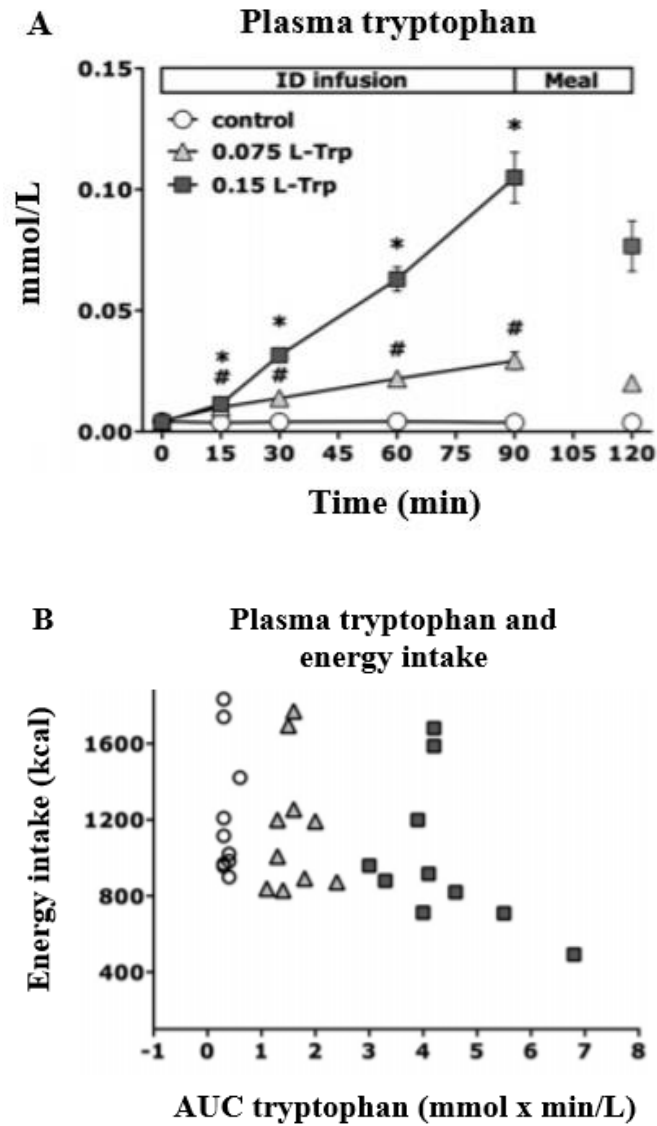 A Plasma tryptophan
0.15
ID infusion Meal
control
0.075 L-Trp
0.15 L-Trp
*
0.10
mmol/L
*
0.05
*
#
#
*
#
#
0.00
0 15 30 45 60 75 90 105 120
Time (min)
B Plasma tryptophan and
energy intake
Energy intake (kcal)
1600
1200
800
400
-1 0 1 2 3 4 5 6 7 8
AUC tryptophan (mmol x min/L)